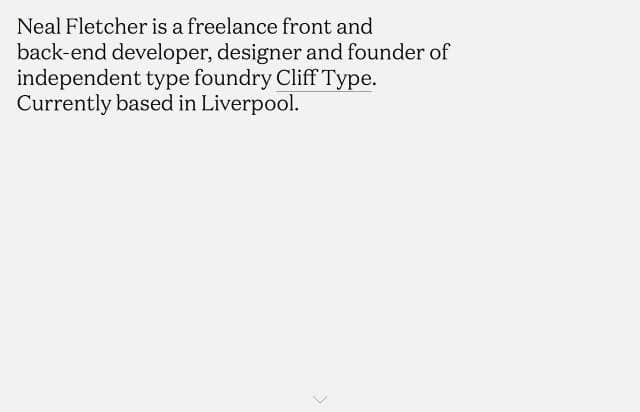 Neal Fletcher is a freelance front and
back-end developer, designer and founder of
independent type foundry Cliff Type.
Currently based in Liverpool.